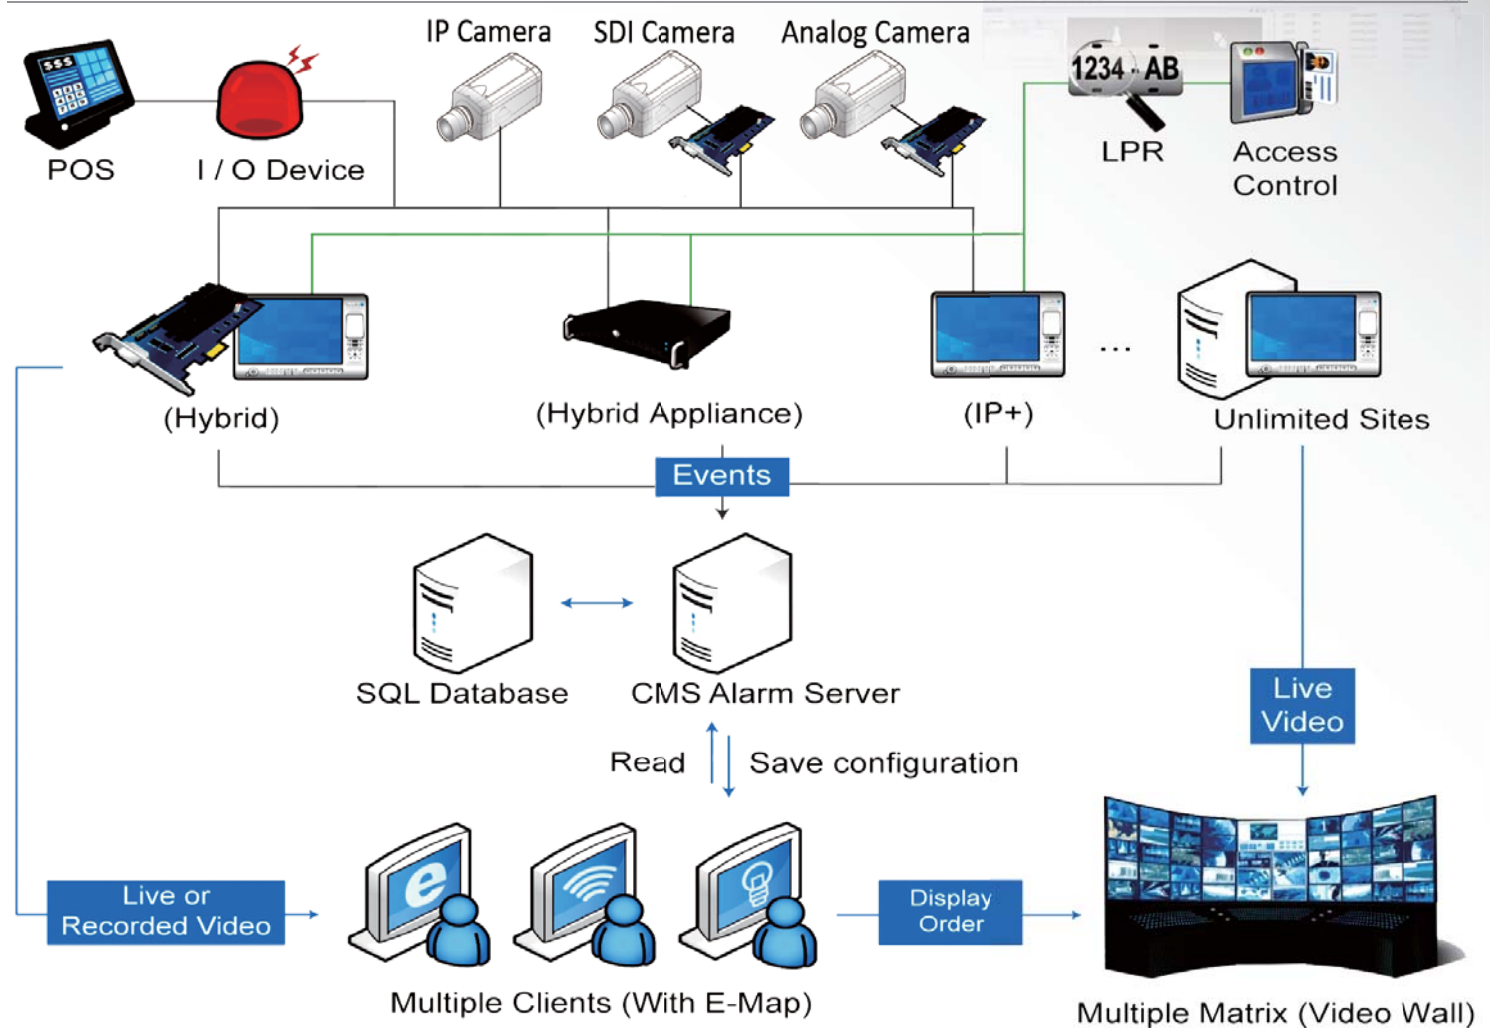 IP Camera
SDI Camera
Analog Camera
$$$
1234 AB
POS
I / O Device
LPR
Access
Control
(Hybrid)
(Hybrid Appliance)
(IP+)
...
Unlimited Sites
Events
SQL Database
CMS Alarm Server
Live
Video
Read
Save configuration
Live or
Recorded Video
Display
Order
Multiple Clients (With E-Map)
Multiple Matrix (Video Wall)